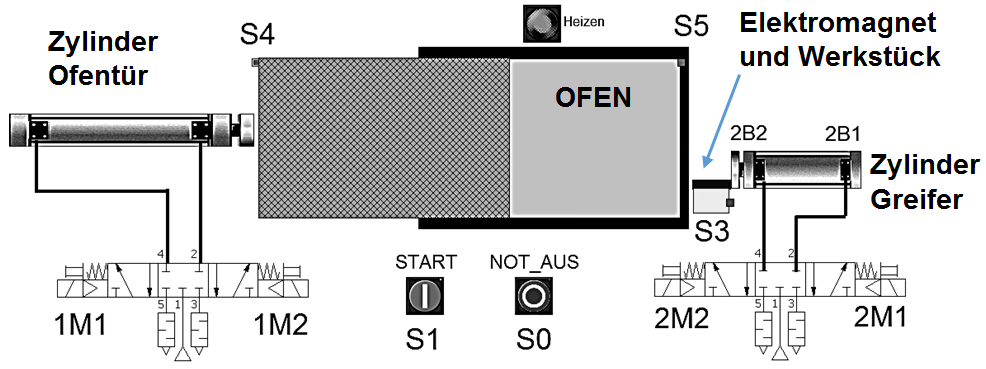 Zylinder
Ofentür
S4
Heizen
S5
Elektromagnet
und Werkstück
OFEN
2B2
2B1
Zylinder
Greifer
S3
4 2
5 1 3
1M1
1M2
START
S1
NOT_AUS
S0
4 2
5 1 3
2M2
2M1